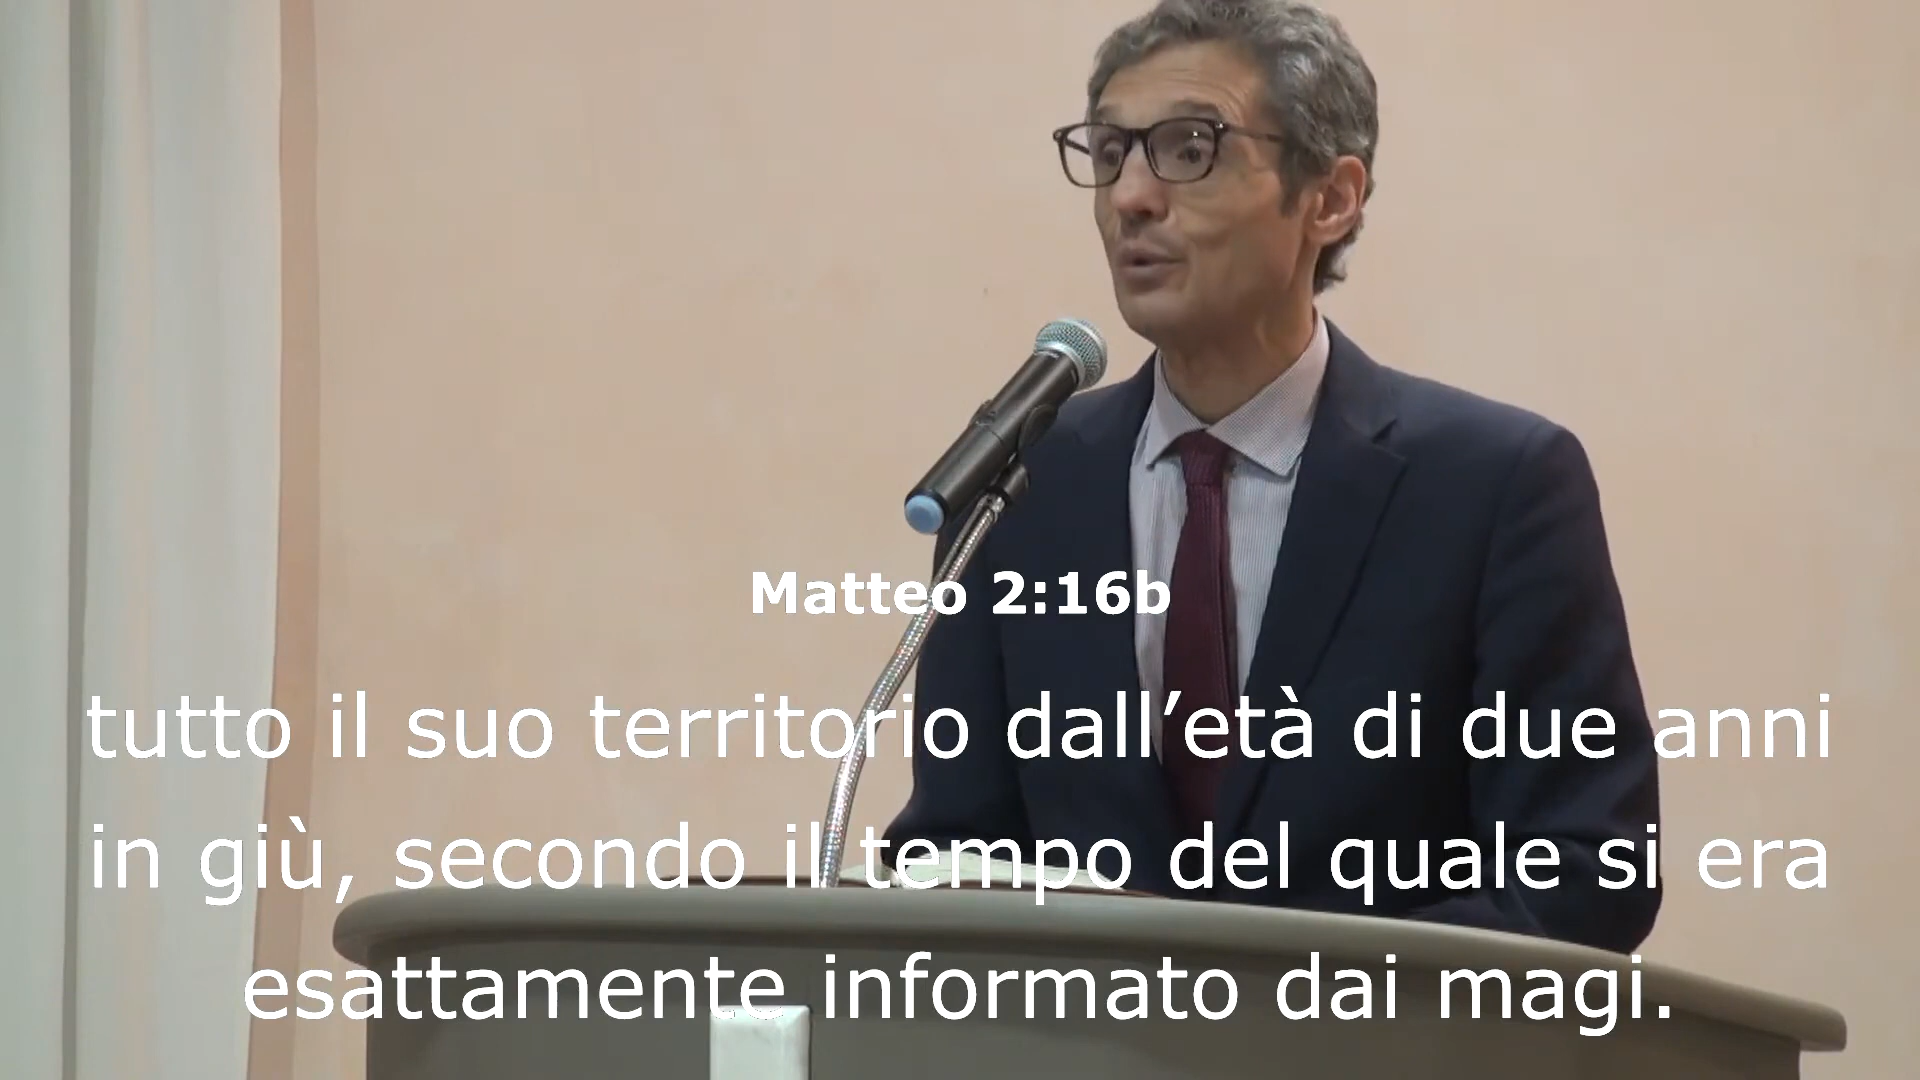 Matteo 2:16b
tutto il suo territorio dall’età di due anni
in giù, secondo il tempo del quale si era
esattamente informato dai magi.